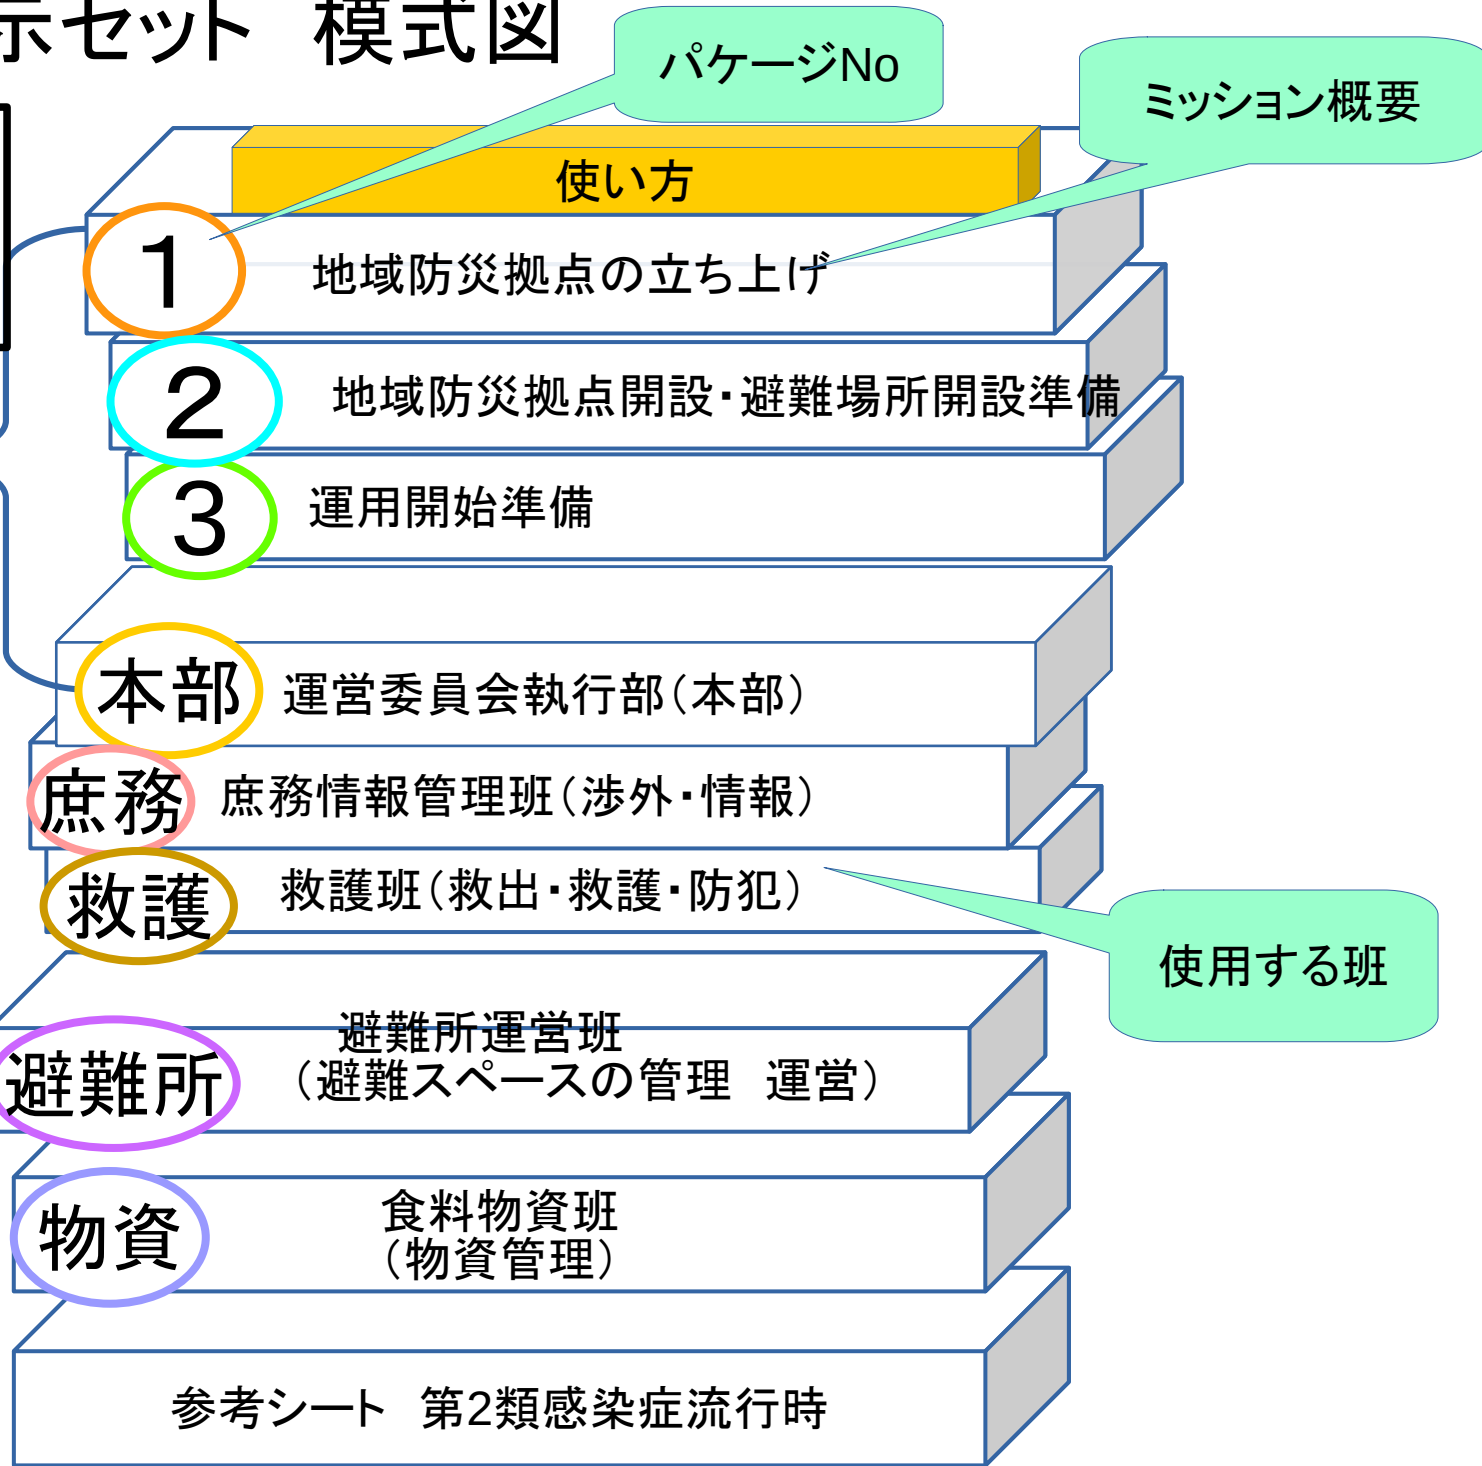 示セット　模式図
パケージNo
ミッション概要
使い方
1
地域防災拠点の立ち上げ
2
地域防災拠点開設・避難場所開設準備
3
運用開始準備
本部
運営委員会執行部（本部）
庶務
庶務情報管理班（渉外・情報）
救護
救護班（救出・救護・防犯）
使用する班
避難所
避難所運営班
（避難スペースの管理　運営）
物資
食料物資班
（物資管理）
参考シート　第2類感染症流行時